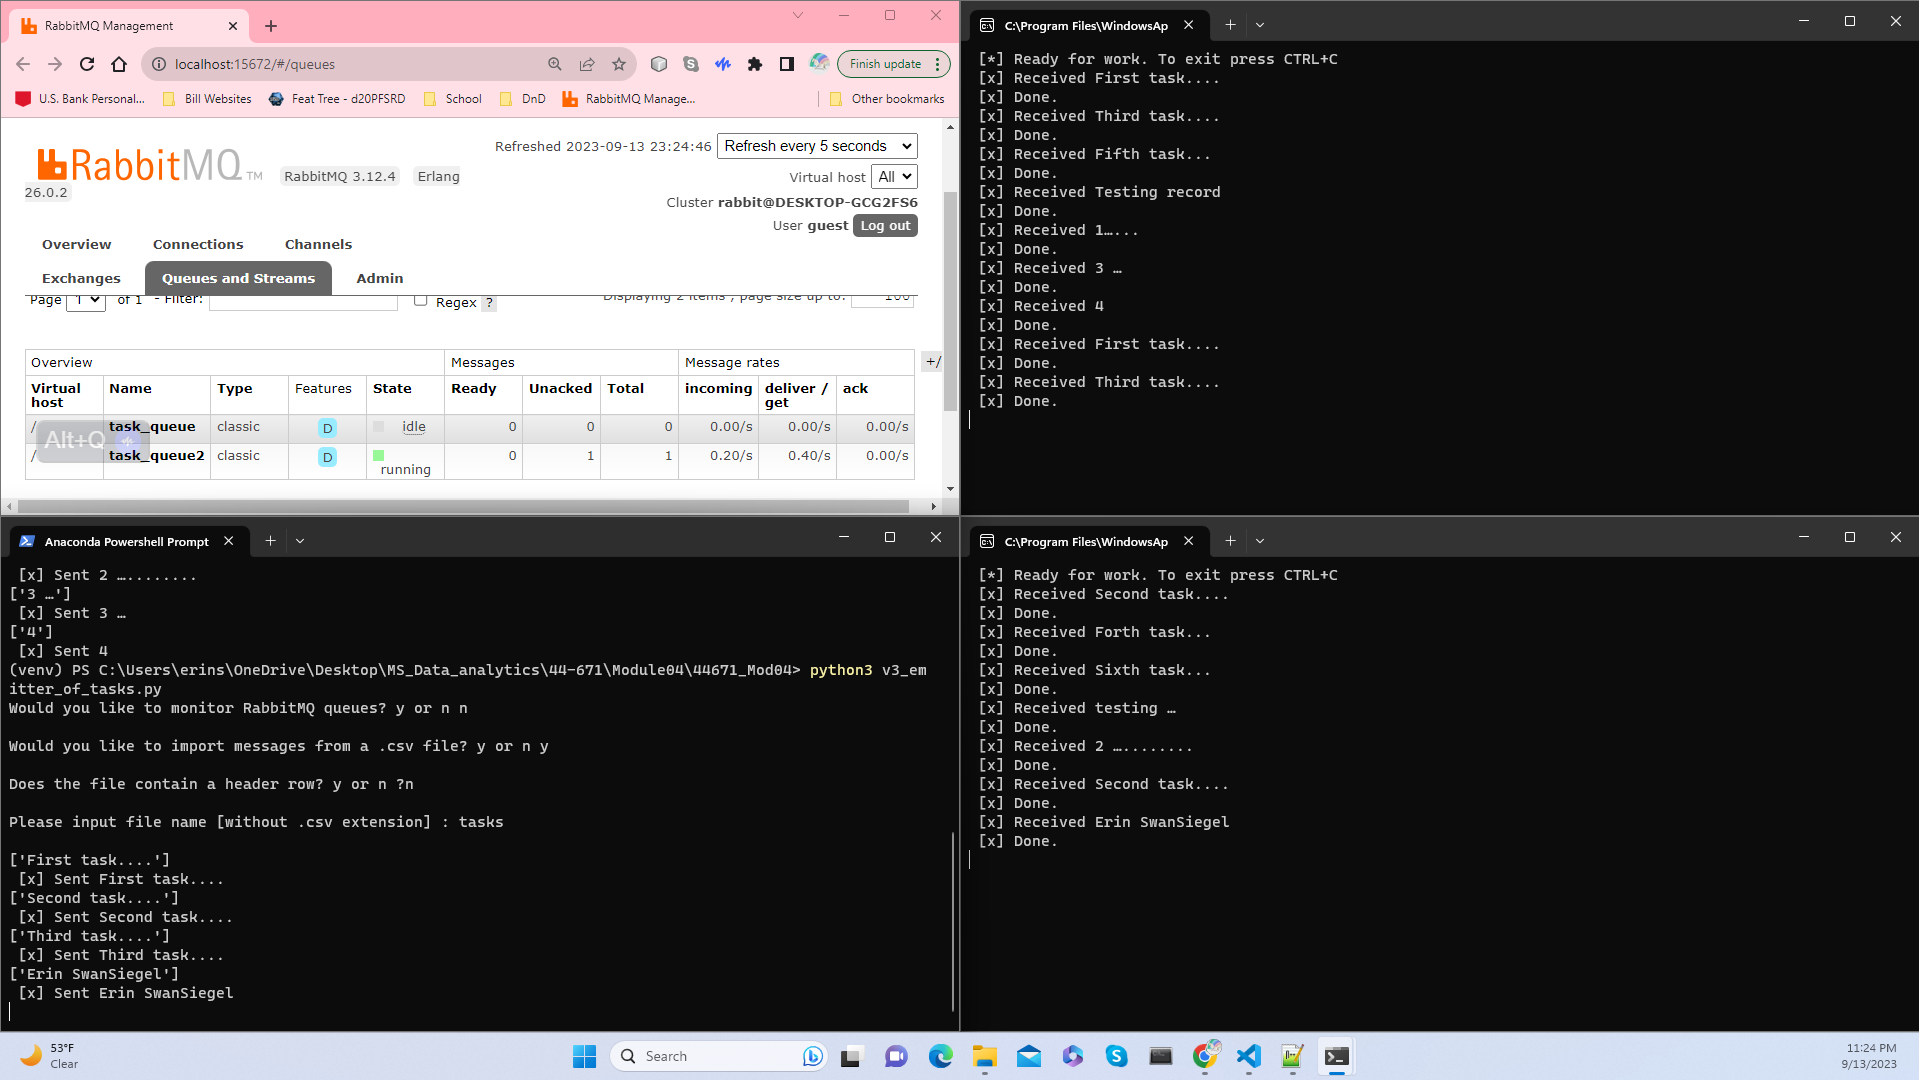 RabbitMQ Management
localhost:15672/#/queues
Finish update
U.S. Bank Personal...
Bill Websites
Feat Tree - d20PFSRD
School
DnD
RabbitMQ Manage...
Other bookmarks
Refreshed 2023-09-13 23:24:46
Refresh every 5 seconds
RabbitMQ TM
RabbitMQ 3.12.4
Erlang
26.0.2
Virtual host
All
Cluster rabbit@DESKTOP-GCG2FS6
User guest Log out
Overview
Connections
Channels
Exchanges
Queues and Streams
Admin
Page 1 of 1 - Filter:
Regex ?
Displaying 2 items , page size up to: 100
Overview
Messages
Message rates
+/
Virtual host
Name
Type
Features
State
Ready
Unacked
Total
incoming
deliver / get
ack
/ task_queue classic D idle 0 0 0 0.00/s 0.00/s 0.00/s
/ task_queue2 classic D running 0 1 1 0.20/s 0.40/s 0.00/s
Alt+Q
C:\Program Files\WindowsAp
[*] Ready for work. To exit press CTRL+C
[x] Received First task....
[x] Done.
[x] Received Third task....
[x] Done.
[x] Received Fifth task...
[x] Done.
[x] Received Testing record
[x] Done.
[x] Received 1…...
[x] Done.
[x] Received 3 …
[x] Done.
[x] Received 4
[x] Done.
[x] Received First task....
[x] Done.
[x] Received Third task....
[x] Done.
Anaconda Powershell Prompt
[x] Sent 2 …........
['3 …']
[x] Sent 3 …
['4']
[x] Sent 4
(venv) PS C:\Users\erins\OneDrive\Desktop\MS_Data_analytics\44-671\Module04\44671_Mod04> python3 v3_em
itter_of_tasks.py
Would you like to monitor RabbitMQ queues? y or n n
Would you like to import messages from a .csv file? y or n y
Does the file contain a header row? y or n ?n
Please input file name [without .csv extension] : tasks
['First task....']
[x] Sent First task....
['Second task....']
[x] Sent Second task....
['Third task....']
[x] Sent Third task....
['Erin SwanSiegel']
[x] Sent Erin SwanSiegel
C:\Program Files\WindowsAp
[*] Ready for work. To exit press CTRL+C
[x] Received Second task....
[x] Done.
[x] Received Forth task...
[x] Done.
[x] Received Sixth task...
[x] Done.
[x] Received testing …
[x] Done.
[x] Received 2 …........
[x] Done.
[x] Received Second task....
[x] Done.
[x] Received Erin SwanSiegel
[x] Done.
53°F
Clear
Search
11:24 PM
9/13/2023